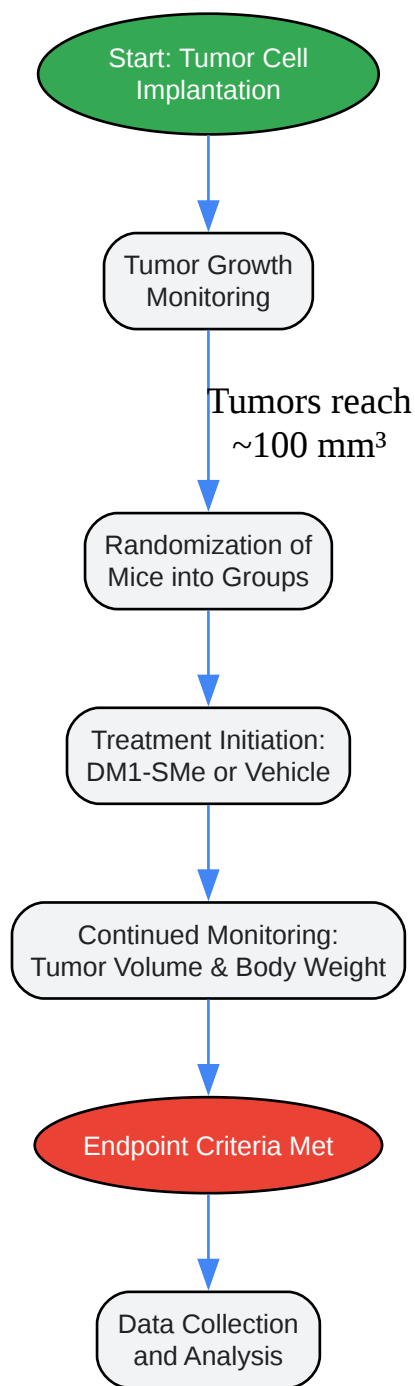 Start: Tumor Cell
Implantation
Tumor Growth
Monitoring
Tumors reach
~100 mm³
Randomization of
Mice into Groups
Treatment Initiation:
DM1-SMe or Vehicle
Continued Monitoring:
Tumor Volume & Body Weight
Endpoint Criteria Met
Data Collection
and Analysis